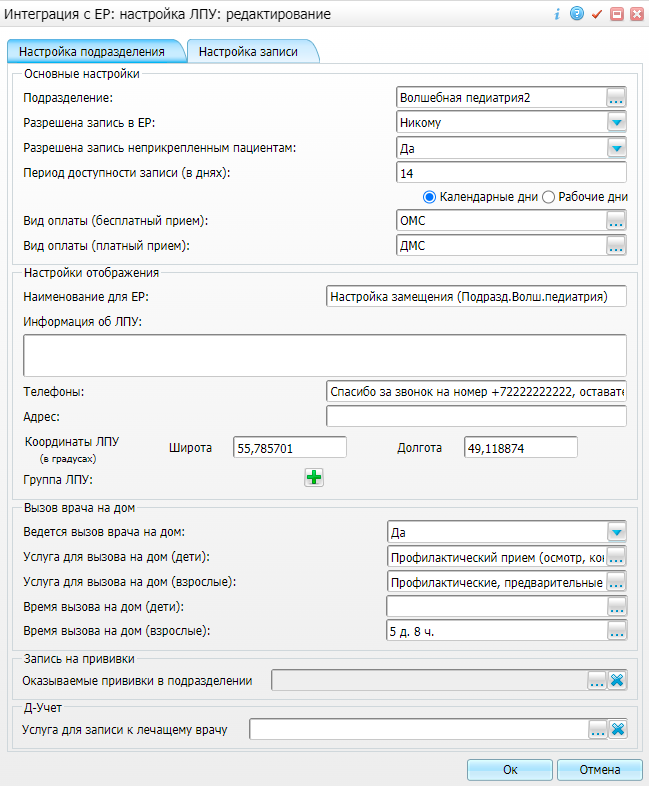 Интеграция с ЕР: настройка ЛПУ: редактирование
Настройка подразделения
Настройка записи
Основные настройки
Подразделение: Волшебная педиатрия2 ...
Разрешена запись в ЕР: Никому
Разрешена запись неприкрепленным пациентам: Да
Период доступности записи (в днях): 14
Календарные дни Рабочие дни
Вид оплаты (бесплатный прием): ОМС ...
Вид оплаты (платный прием): ДМС ...
Настройки отображения
Наименование для ЕР: Настройка замещения (Подразд.Волш.педиатрия)
Информация об ЛПУ:
Телефоны: Спасибо за звонок на номер +72222222222, оставате
Адрес:
Координаты ЛПУ Широта 55,785701 Долгота 49,118874
(в градусах)
Группа ЛПУ:
Вызов врача на дом
Ведется вызов врача на дом: Да
Услуга для вызова на дом (дети): Профилактический прием (осмотр, кон ...
Услуга для вызова на дом (взрослые): Профилактические, предварительные ...
Время вызова на дом (дети): ...
Время вызова на дом (взрослые): 5 д. 8 ч. ...
Запись на прививки
Оказываемые прививки в подразделении ...
Д-Учет
Услуга для записи к лечащему врачу ...
Ок Отмена